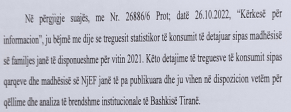 Në përgjigje suajës, me Nr. 26886/6 Prot; datë 26.10.2022, “Kërkesë për
informacion”, ju bëjmë me dije se treguesit statistikor të konsumit të detajuar sipas madhësisë
së familjes janë të disponueshme për vitin 2021. Këto detajime të treguesve të konsumit sipas
qarqeve dhe madhësisë së NjEF janë të pa publikuara dhe ju vihen në dispozicion vetëm për
qëllime dhe analiza të brendshme institucionale të Bashkisë Tiranë.